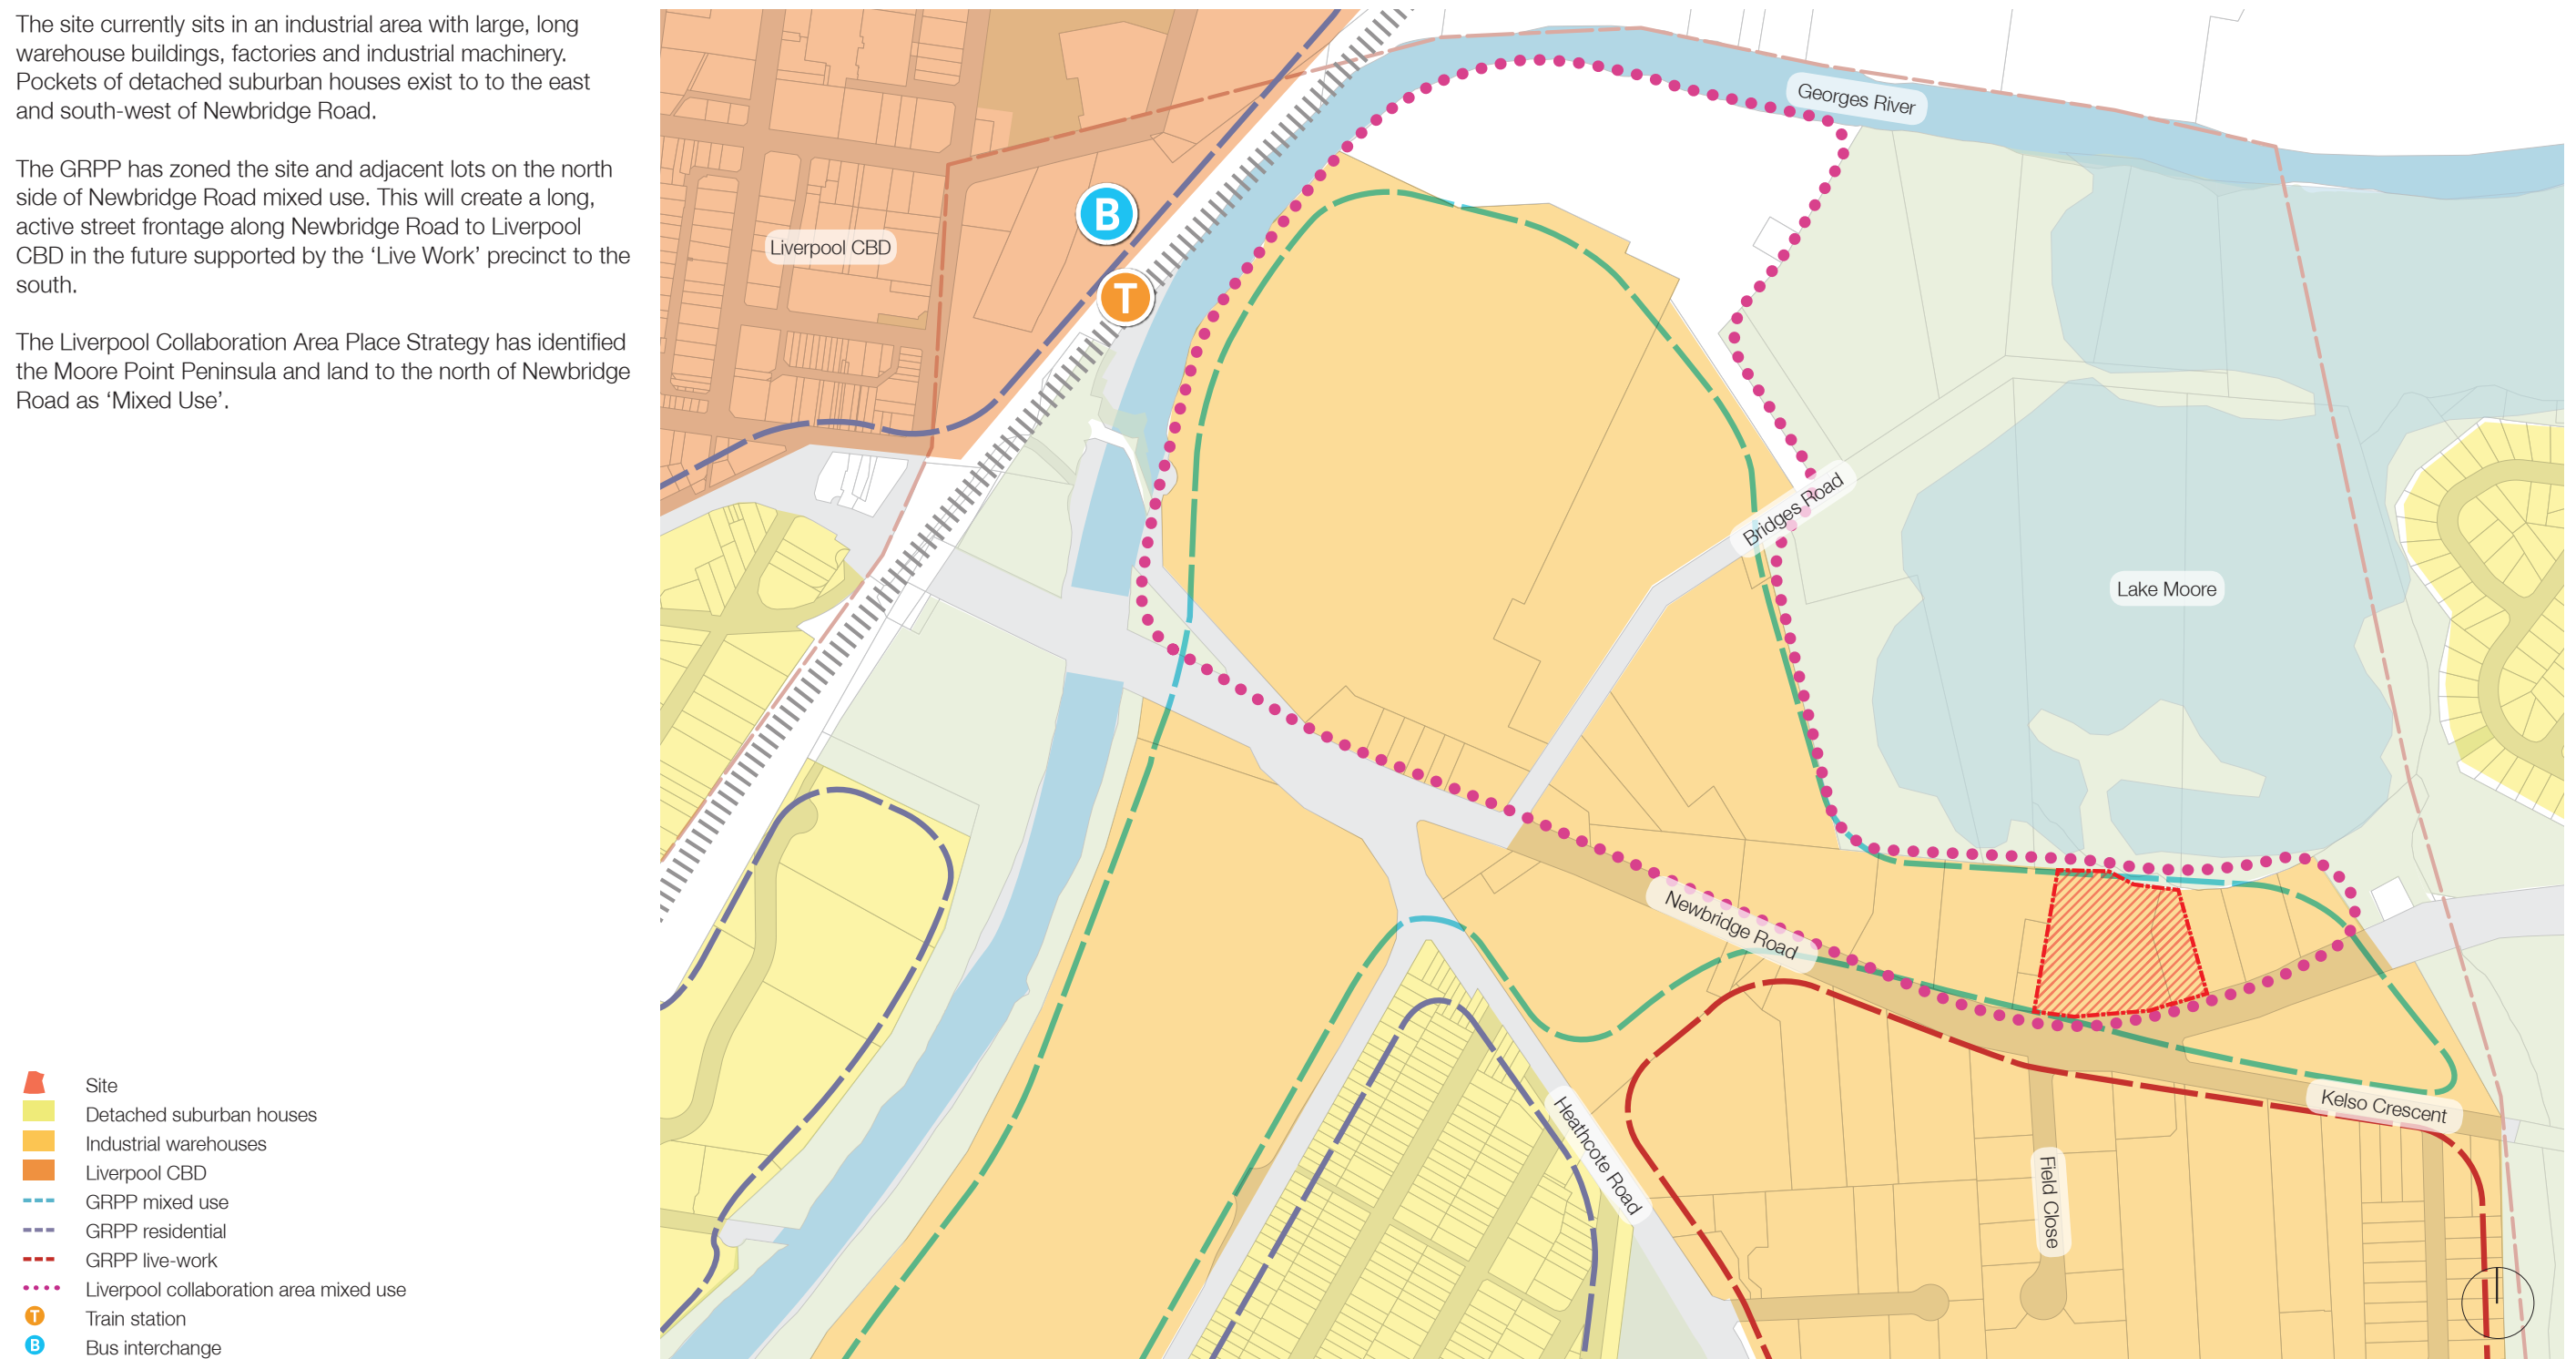 The site currently sits in an industrial area with large, long
warehouse buildings, factories and industrial machinery.
Pockets of detached suburban houses exist to to the east
and south-west of Newbridge Road.
The GRPP has zoned the site and adjacent lots on the north
side of Newbridge Road mixed use. This will create a long,
active street frontage along Newbridge Road to Liverpool
CBD in the future supported by the ‘Live Work’ precinct to the
south.
The Liverpool Collaboration Area Place Strategy has identified
the Moore Point Peninsula and land to the north of Newbridge
Road as ‘Mixed Use’.
Site
Detached suburban houses
Industrial warehouses
Liverpool CBD
GRPP mixed use
GRPP residential
GRPP live-work
Liverpool collaboration area mixed use
T Train station
B Bus interchange
Georges River
B
Liverpool CBD
T
Bridges Road
Lake Moore
Newbridge Road
Heathcote Road
Kelso Crescent
Field Close